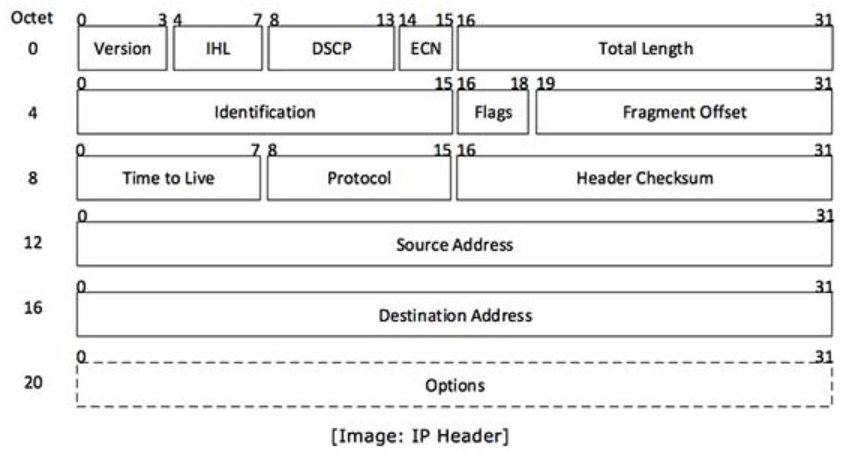 Octet 0 3 4 7 8 13 14 15 16 31
0 Version IHL DSCP ECN Total Length
0 15 16 18 19 31
4 Identification Flags Fragment Offset
0 7 8 15 16 31
8 Time to Live Protocol Header Checksum
0 31
12 Source Address
0 31
16 Destination Address
0 31
20 Options
[Image: IP Header]